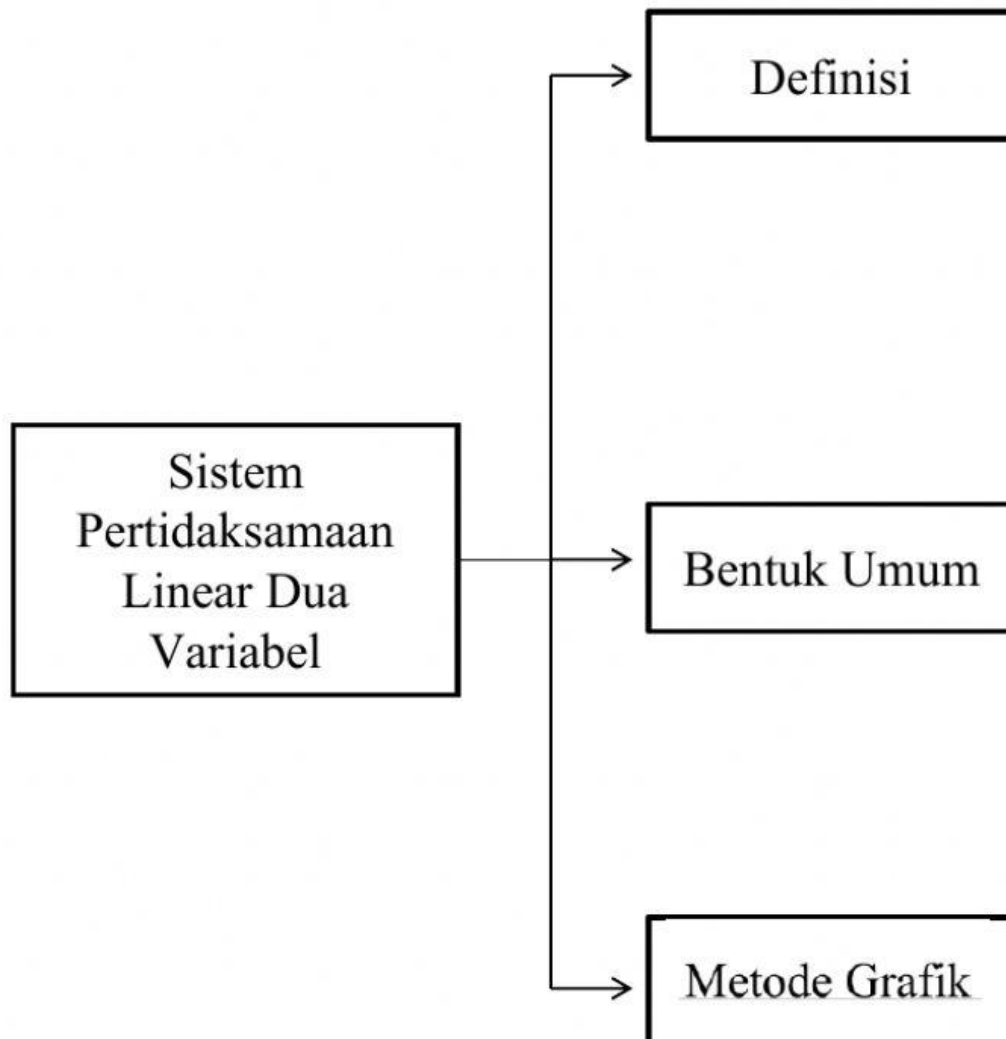 Definisi
Sistem
Pertidaksamaan
Linear Dua
Variabel
Bentuk Umum
Metode Grafik